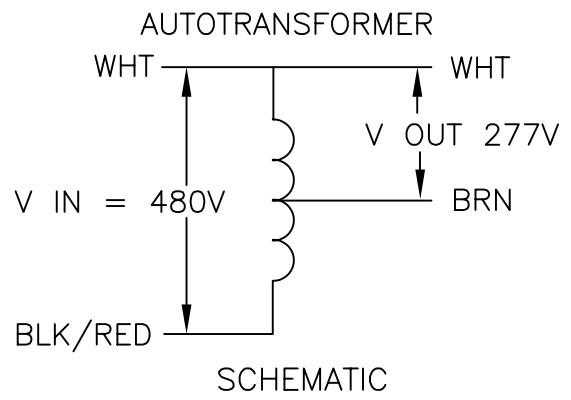 AUTOTRANSFORMER
WHT
WHT
V OUT 277V
V IN = 480V
BRN
BLK/RED
SCHEMATIC